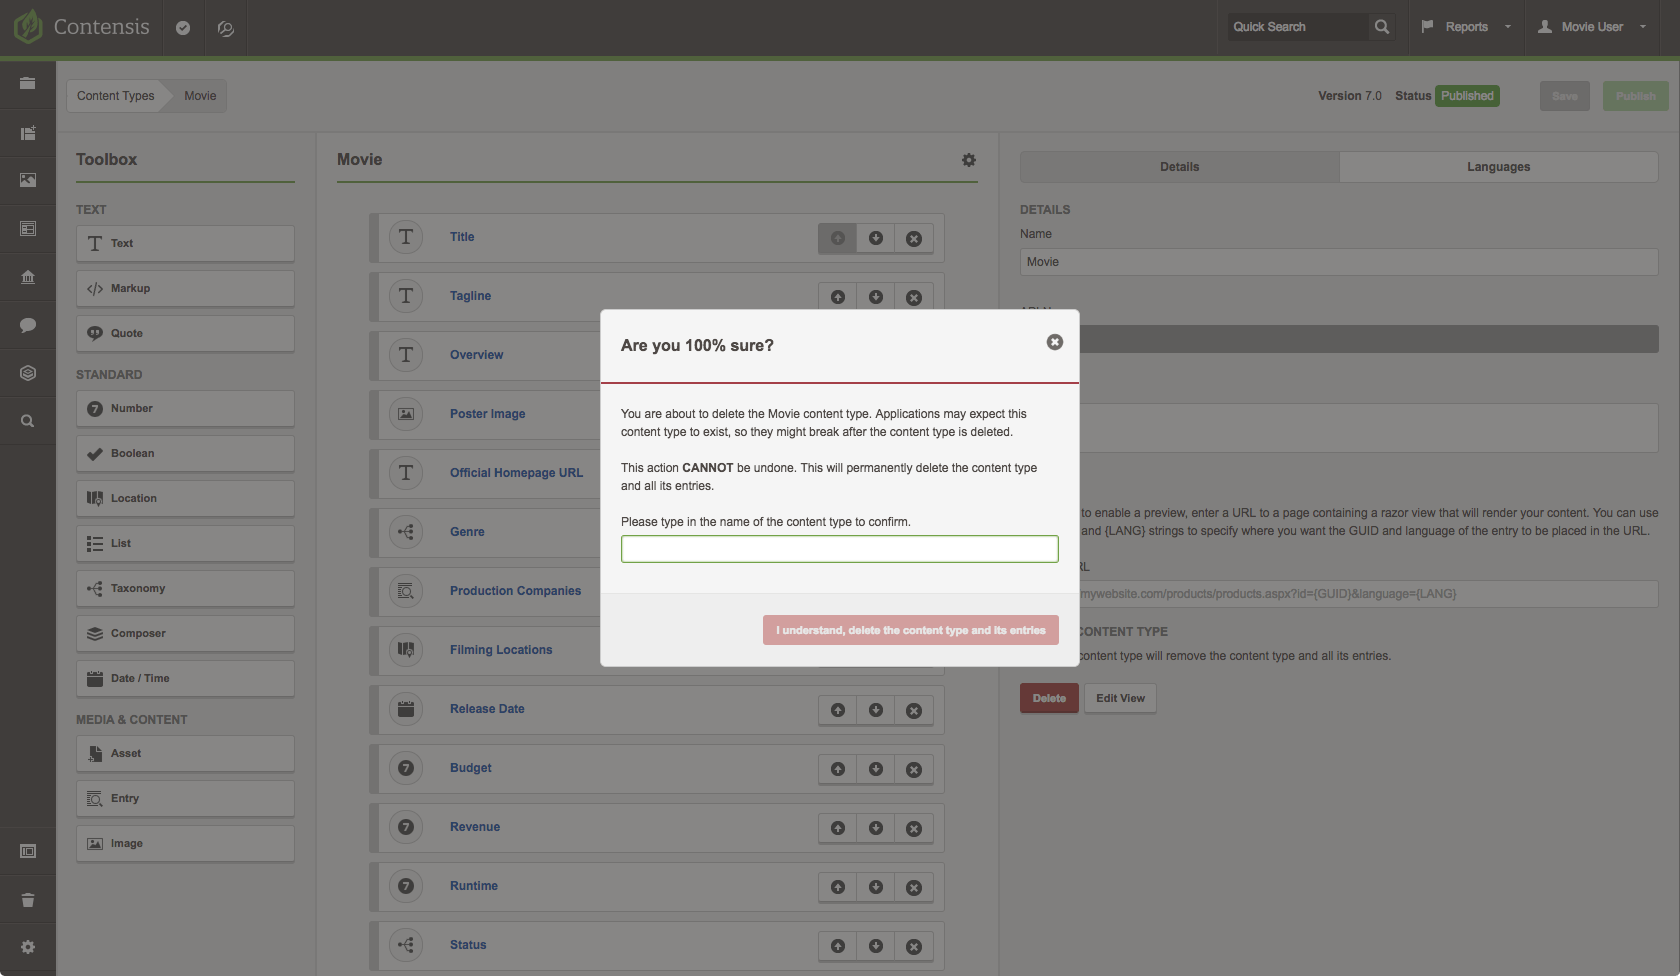 Contensis
Quick Search
Reports
Movie User
Content Types
Movie
Version 7.0
Status Published
Save
Publish
Toolbox
TEXT
Text
Markup
Quote
STANDARD
Number
Boolean
Location
List
Taxonomy
Composer
Date / Time
MEDIA & CONTENT
Asset
Entry
Image
Movie
Title
Tagline
Overview
Poster Image
Official Homepage URL
Genre
Production Companies
Filming Locations
Release Date
Budget
Revenue
Runtime
Status
Are you 100% sure?
You are about to delete the Movie content type. Applications may expect this
content type to exist, so they might break after the content type is deleted.
This action CANNOT be undone. This will permanently delete the content type
and all its entries.
Please type in the name of the content type to confirm.
I understand, delete the content type and its entries
Details
Languages
DETAILS
Name
Movie
to enable a preview, enter a URL to a page containing a razor view that will render your content. You can use
and {LANG} strings to specify where you want the GUID and language of the entry to be placed in the URL.
RL
mywebsite.com/products/products.aspx?id={GUID}&language={LANG}
CONTENT TYPE
content type will remove the content type and all its entries.
Delete
Edit View